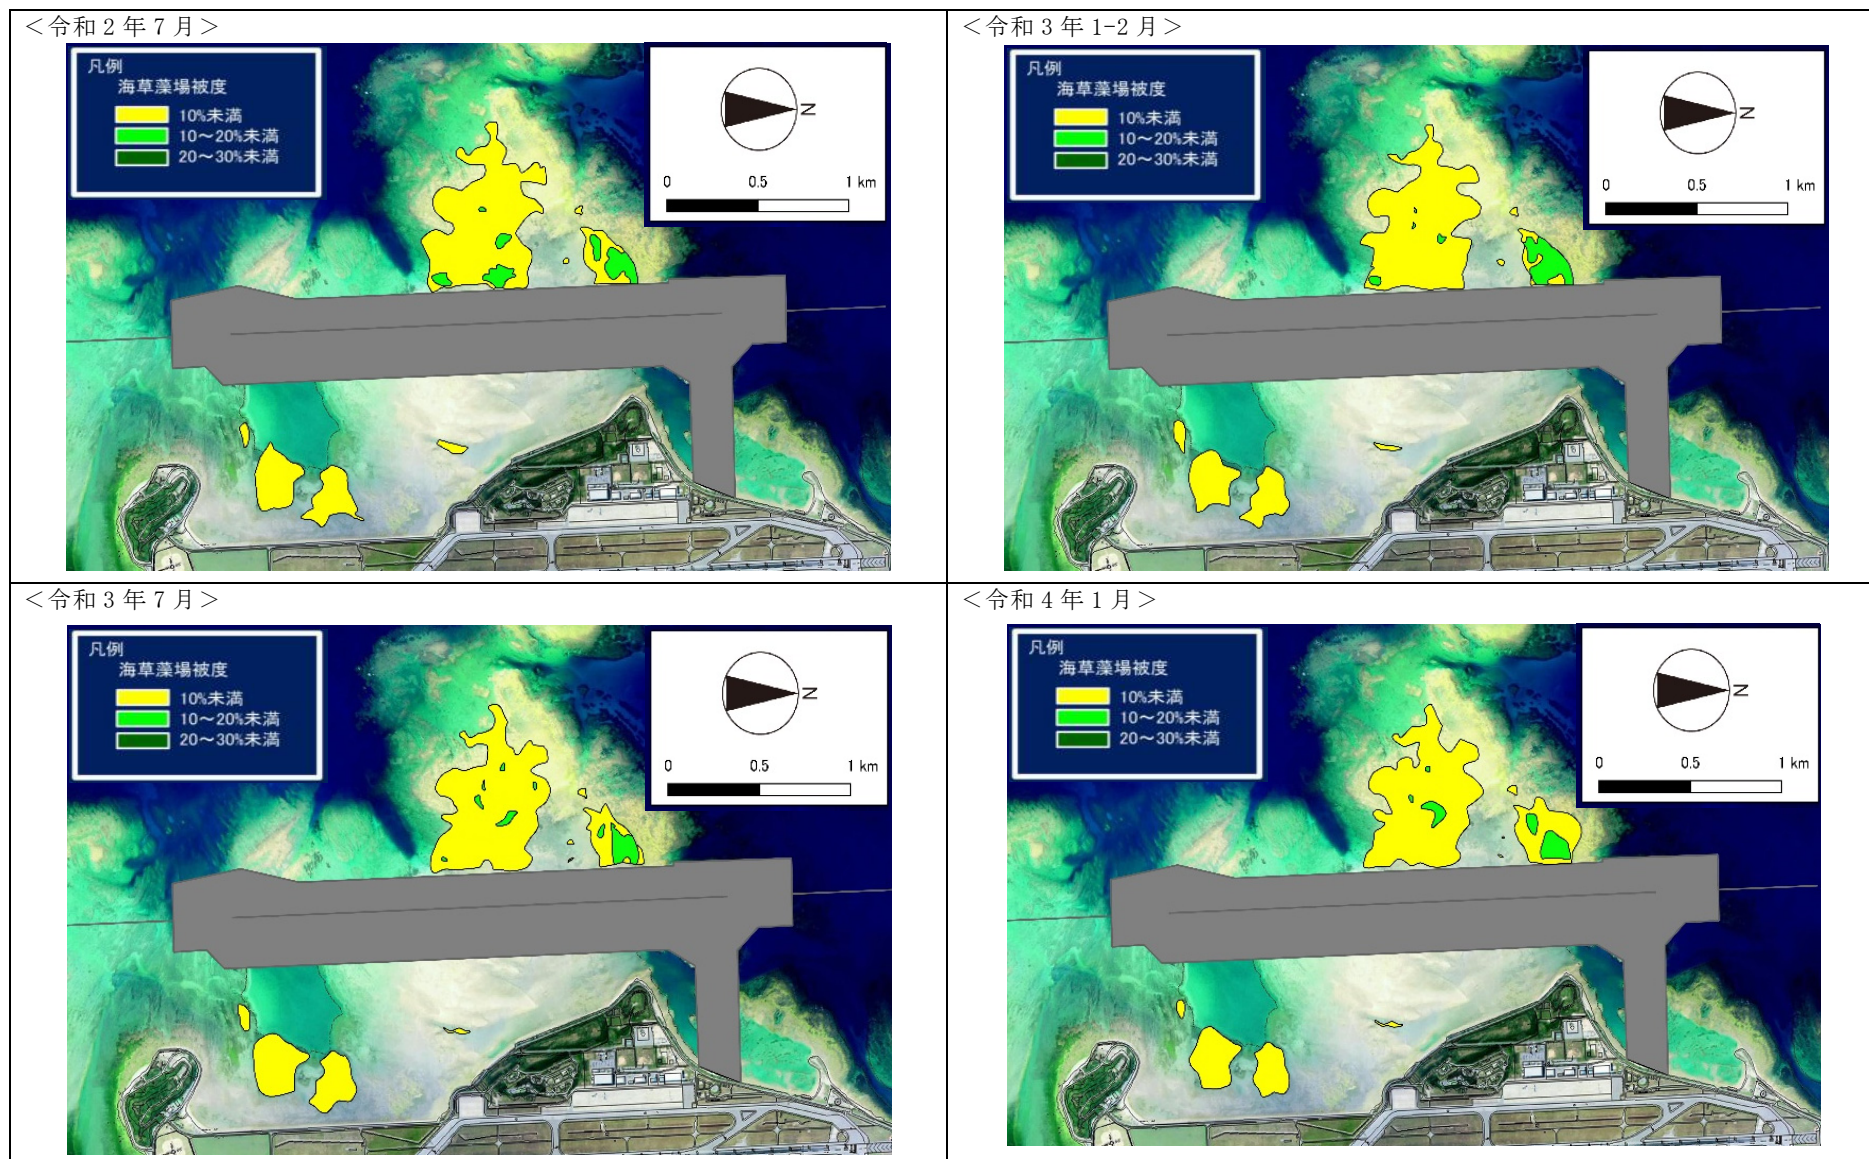 ＜令和２年７月＞
凡例
海草藻場被度
10%未満
10～20%未満
20～30%未満
N
0 0.5 1 km
＜令和３年1-2月＞
凡例
海草藻場被度
10%未満
10～20%未満
20～30%未満
N
0 0.5 1 km
＜令和３年７月＞
凡例
海草藻場被度
10%未満
10～20%未満
20～30%未満
N
0 0.5 1 km
＜令和４年１月＞
凡例
海草藻場被度
10%未満
10～20%未満
20～30%未満
N
0 0.5 1 km